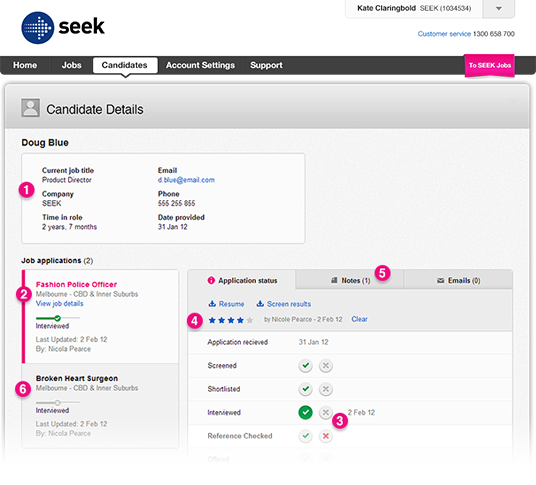 Kate Claringbold SEEK (1034534)
seek
Customer service 1300 658 700
Home Jobs Candidates Account Settings Support To SEEK Jobs
Candidate Details
Doug Blue
Current job title Email
Product Director d.blue@email.com
1
Company Phone
SEEK 555 255 855
Time in role Date provided
2 years, 7 months 31 Jan 12
Job applications (2)
Application status Notes (1) 5 Emails (0)
Fashion Police Officer
2 Melbourne - CBD & Inner Suburbs
View job details
Interviewed
Last Updated: 2 Feb 12
By: Nicola Pearce
6 Broken Heart Surgeon
Melbourne - CBD & Inner Suburbs
Interviewed
Last Updated: 2 Feb 12
By: Nicola Pearce
Resume Screen results
4 by Nicole Pearce - 2 Feb 12 Clear
Application recieved 31 Jan 12
Screened
Shortlisted
Interviewed 2 Feb 12
3
Reference Checked
Offered